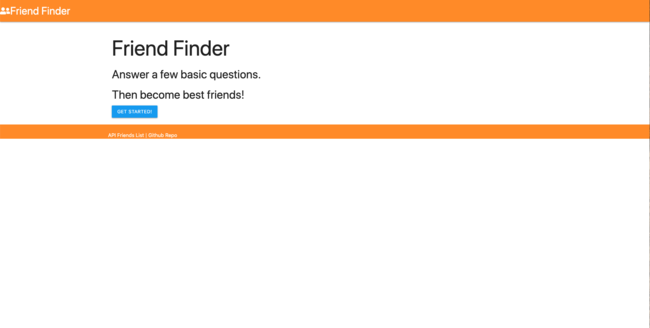 Friend Finder
Friend Finder
Answer a few basic questions.
Then become best friends!
GET STARTED!
API Friends List | Github Repo